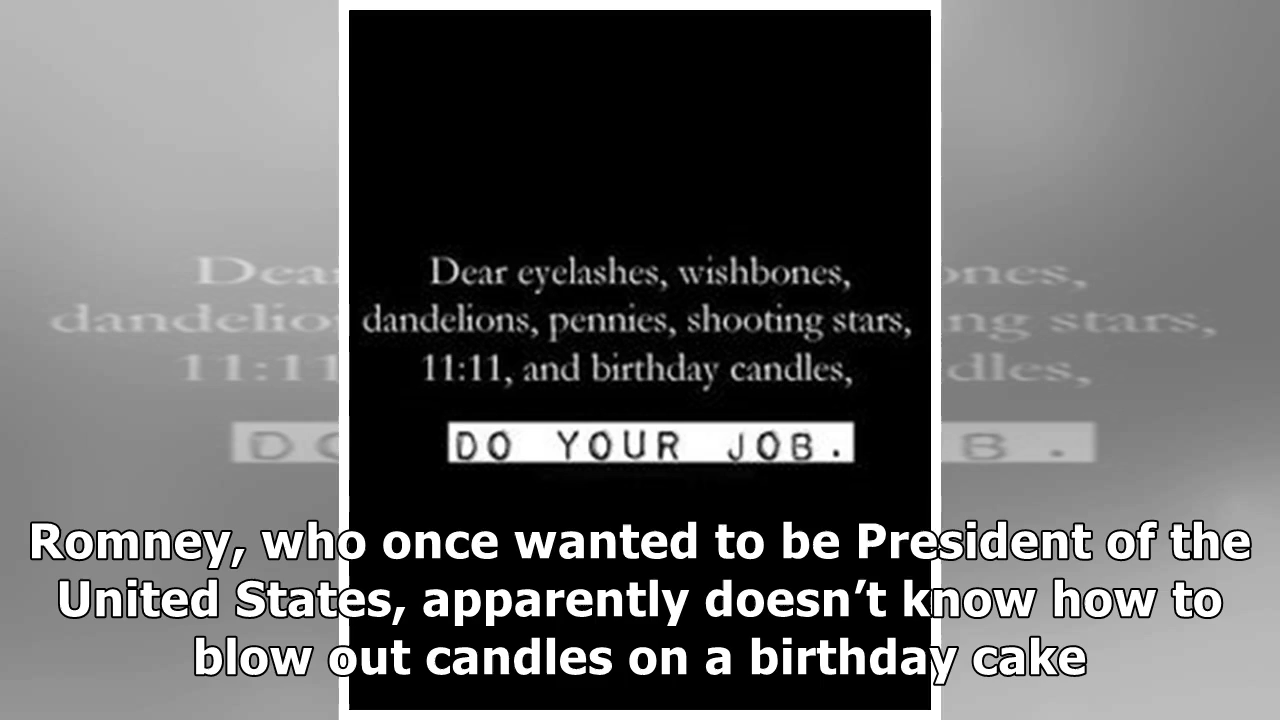 Dear eyelashes, wishbones,
dandelions, pennies, shooting stars,
11:11, and birthday candles,
DO YOUR JOB.
Romney, who once wanted to be President of the
United States, apparently doesn’t know how to
blow out candles on a birthday cake